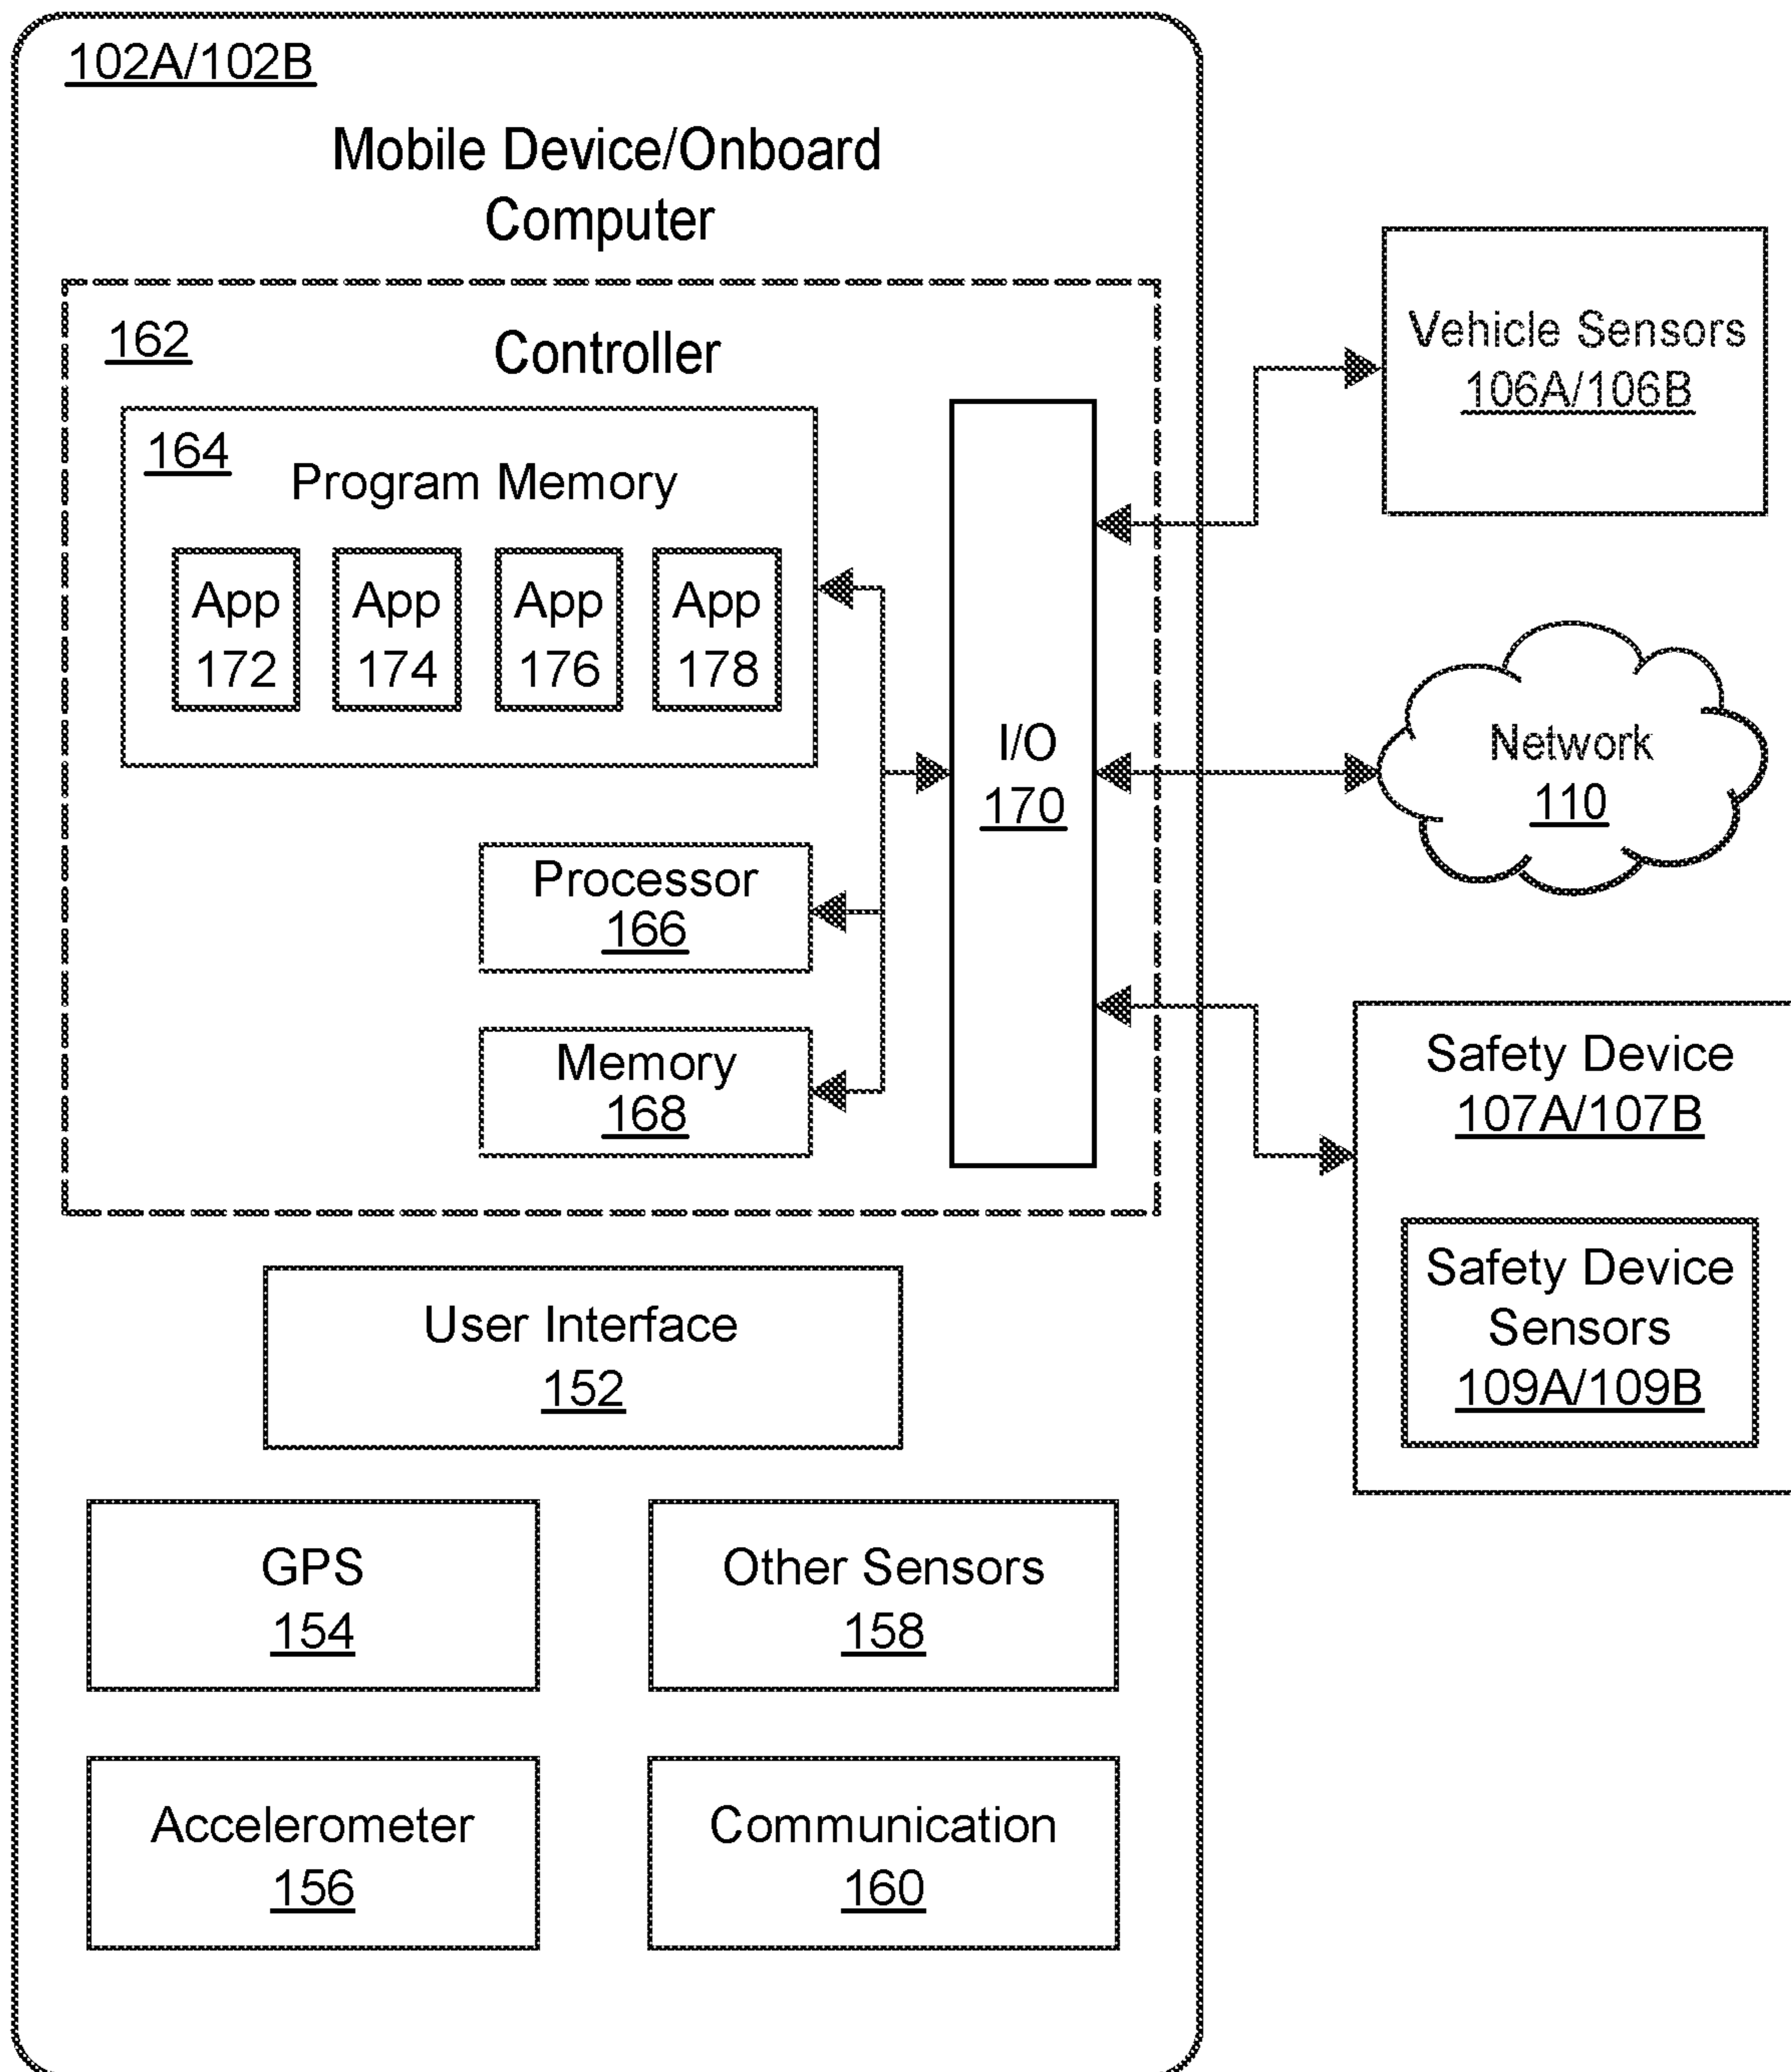 102A/102B
Mobile Device/Onboard
Computer
162
Controller
164
Program Memory
App
172
App
174
App
176
App
178
I/O
170
Processor
166
Memory
168
User Interface
152
GPS
154
Other Sensors
158
Accelerometer
156
Communication
160
Vehicle Sensors
106A/106B
Network
110
Safety Device
107A/107B
Safety Device
Sensors
109A/109B